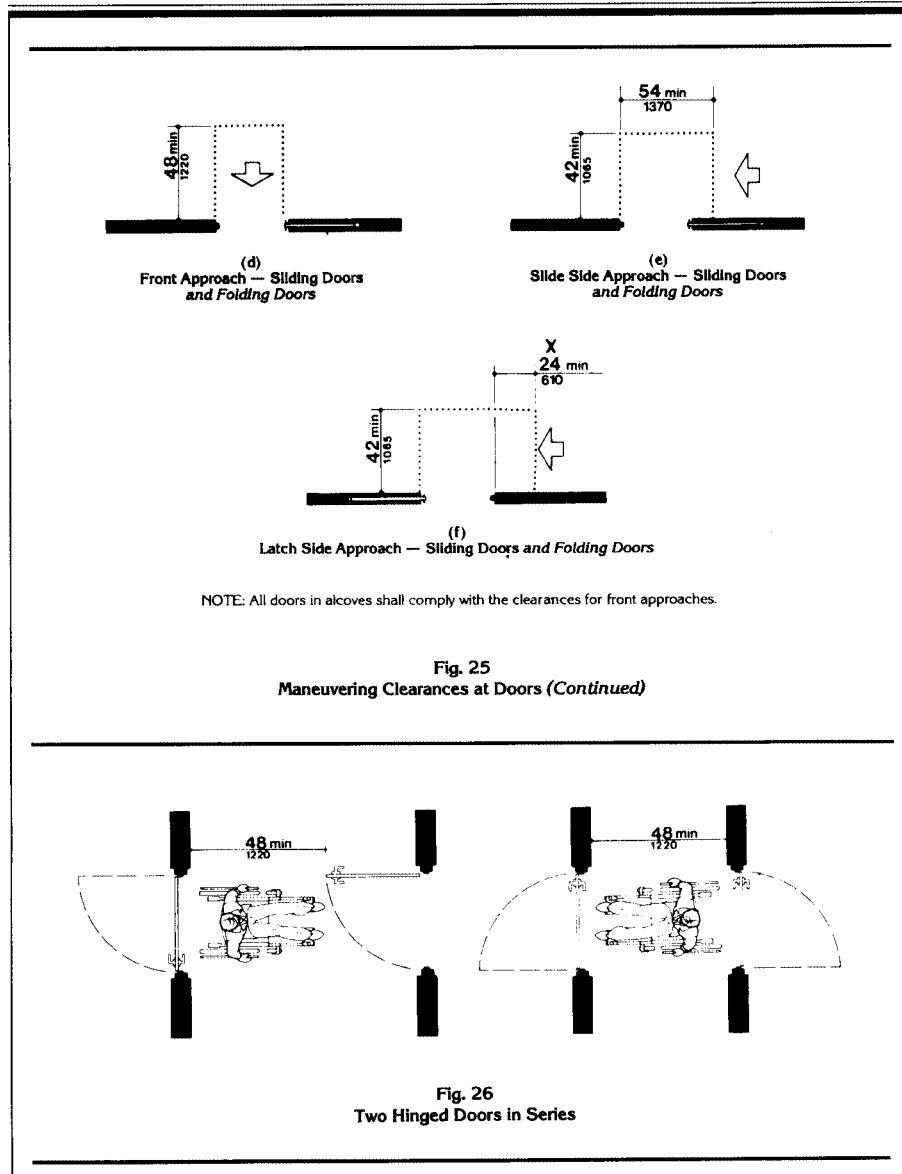 54 min
1370
48 min
1220
42 min
1065
(d)
Front Approach — Sliding Doors
and Folding Doors
(e)
Slide Side Approach — Sliding Doors
and Folding Doors
X
24 min
610
42 min
1065
(f)
Latch Side Approach — Sliding Doors and Folding Doors
NOTE: All doors in alcoves shall comply with the clearances for front approaches.
Fig. 25
Maneuvering Clearances at Doors (Continued)
48 min
1220
48 min
1220
Fig. 26
Two Hinged Doors in Series